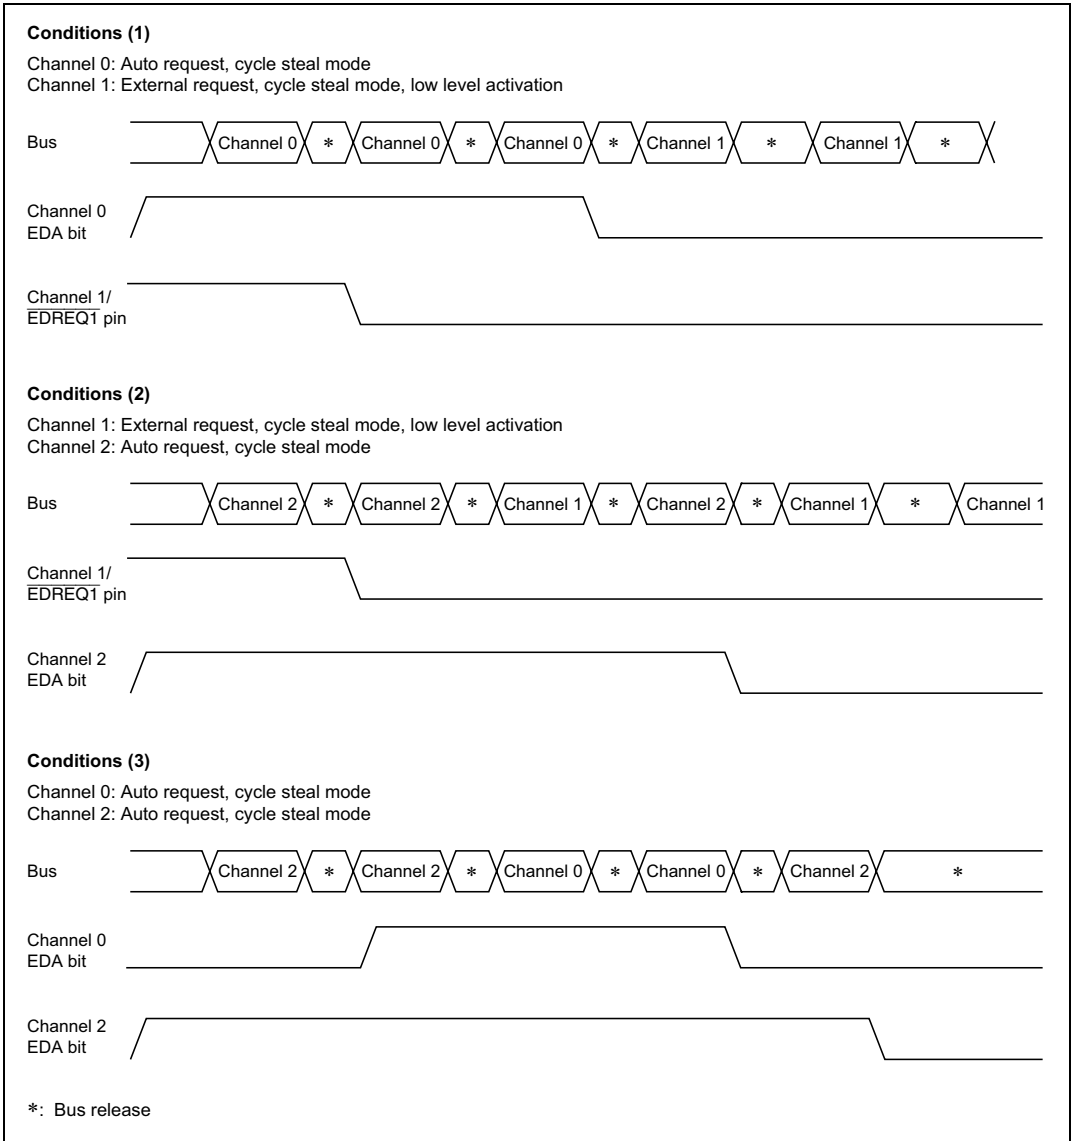 Conditions (1)
Channel 0: Auto request, cycle steal mode
Channel 1: External request, cycle steal mode, low level activation
Bus Channel 0 * Channel 0 * Channel 0 * Channel 1 * Channel 1 *
Channel 0
EDA bit
Channel 1/
EDREQ1 pin
Conditions (2)
Channel 1: External request, cycle steal mode, low level activation
Channel 2: Auto request, cycle steal mode
Bus Channel 2 * Channel 2 * Channel 1 * Channel 2 * Channel 1 * Channel 1
Channel 1/
EDREQ1 pin
Channel 2
EDA bit
Conditions (3)
Channel 0: Auto request, cycle steal mode
Channel 2: Auto request, cycle steal mode
Bus Channel 2 * Channel 2 * Channel 0 * Channel 0 * Channel 2 *
Channel 0
EDA bit
Channel 2
EDA bit
*: Bus release